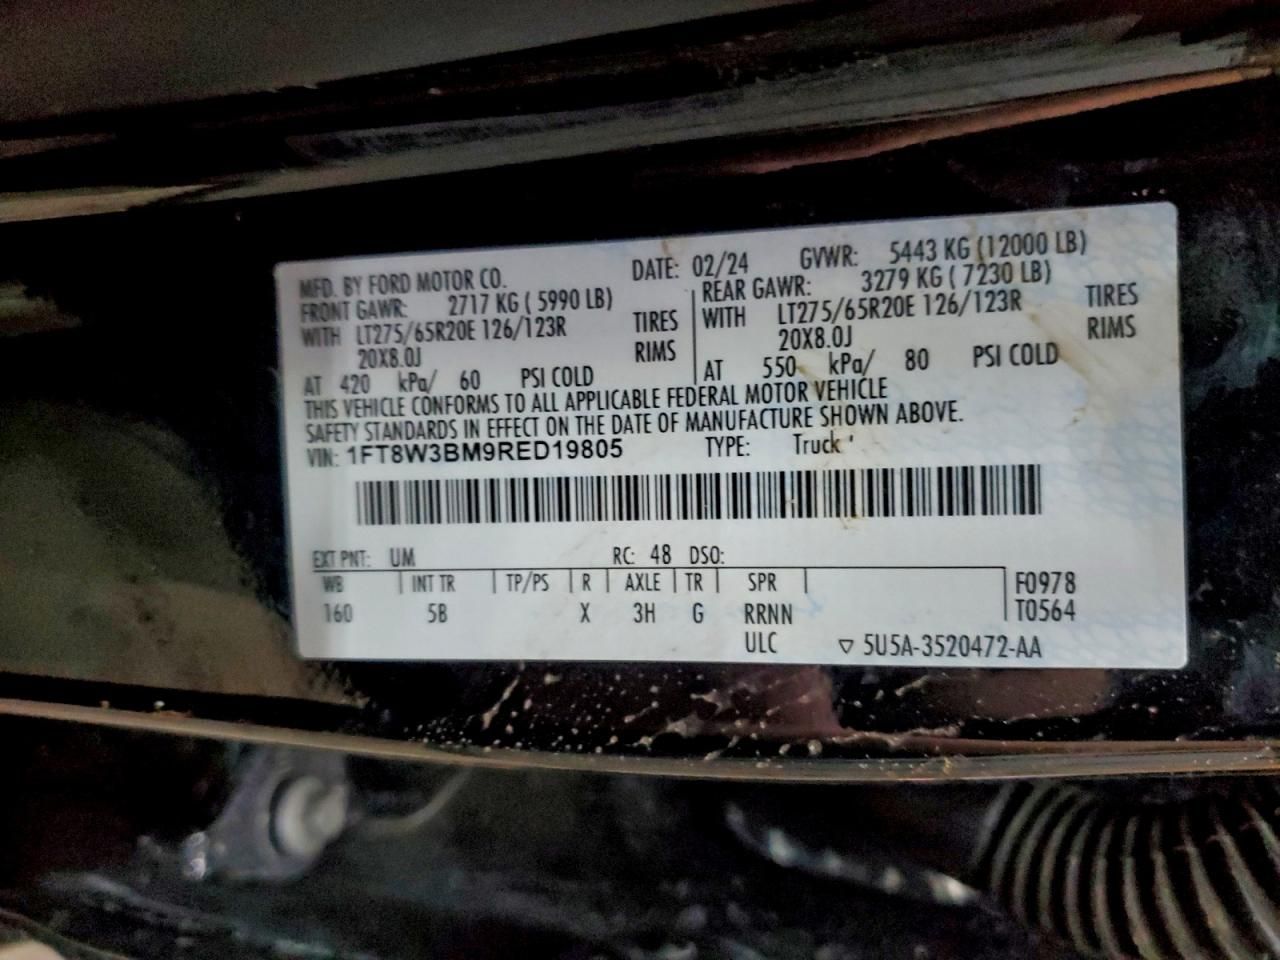 MFD. BY FORD MOTOR CO. DATE: 02/24 GVWR: 5443 KG (12000 LB)
FRONT GAWR: 2717 KG ( 5990 LB) REAR GAWR: 3279 KG ( 7230 LB)
WITH LT275/65R20E 126/123R TIRES WITH LT275/65R20E 126/123R TIRES
20X8.0J RIMS 20X8.0J RIMS
AT 420 kPa/ 60 PSI COLD AT 550 kPa/ 80 PSI COLD
THIS VEHICLE CONFORMS TO ALL APPLICABLE FEDERAL MOTOR VEHICLE
SAFETY STANDARDS IN EFFECT ON THE DATE OF MANUFACTURE SHOWN ABOVE.
VIN: 1FT8W3BM9RED19805 TYPE: Truck
EXT PNT: UM RC: 48 DSO:
WB INT TR TP/PS R AXLE TR SPR F0978
160 5B X 3H G RRNN T0564
ULC ▽ 5U5A-3520472-AA